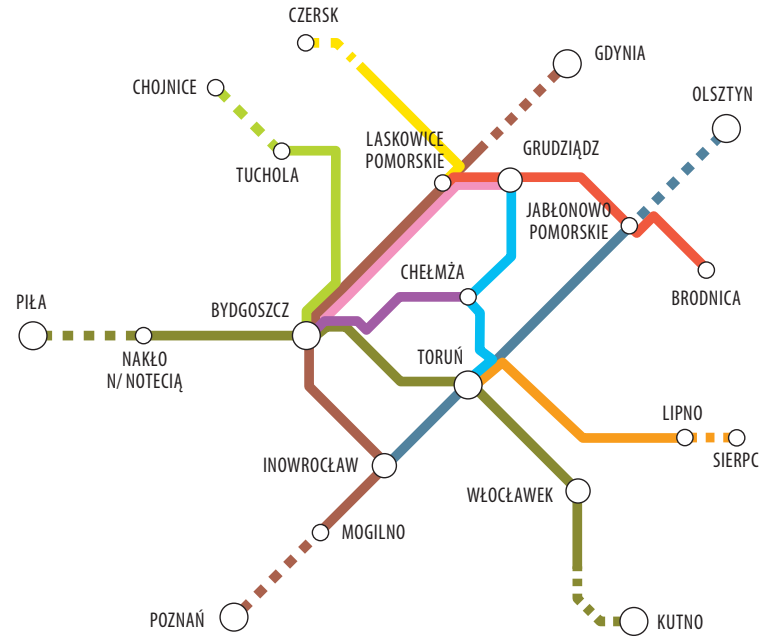 CZERSK
GDYNIA
CHOJNICE
OLSZTYN
LASKOWICE
POMORSKIE
GRUDZIĄDZ
TUCHOLA
JABŁONOWO
POMORSKIE
CHEŁMŻA
BRODNICA
PIŁA
BYDGOSZCZ
NAKŁO
N/ NOTECIĄ
TORUŃ
LIPNO
SIERPC
INOWROCŁAW
WŁOCŁAWEK
MOGILNO
POZNAŃ
KUTNO